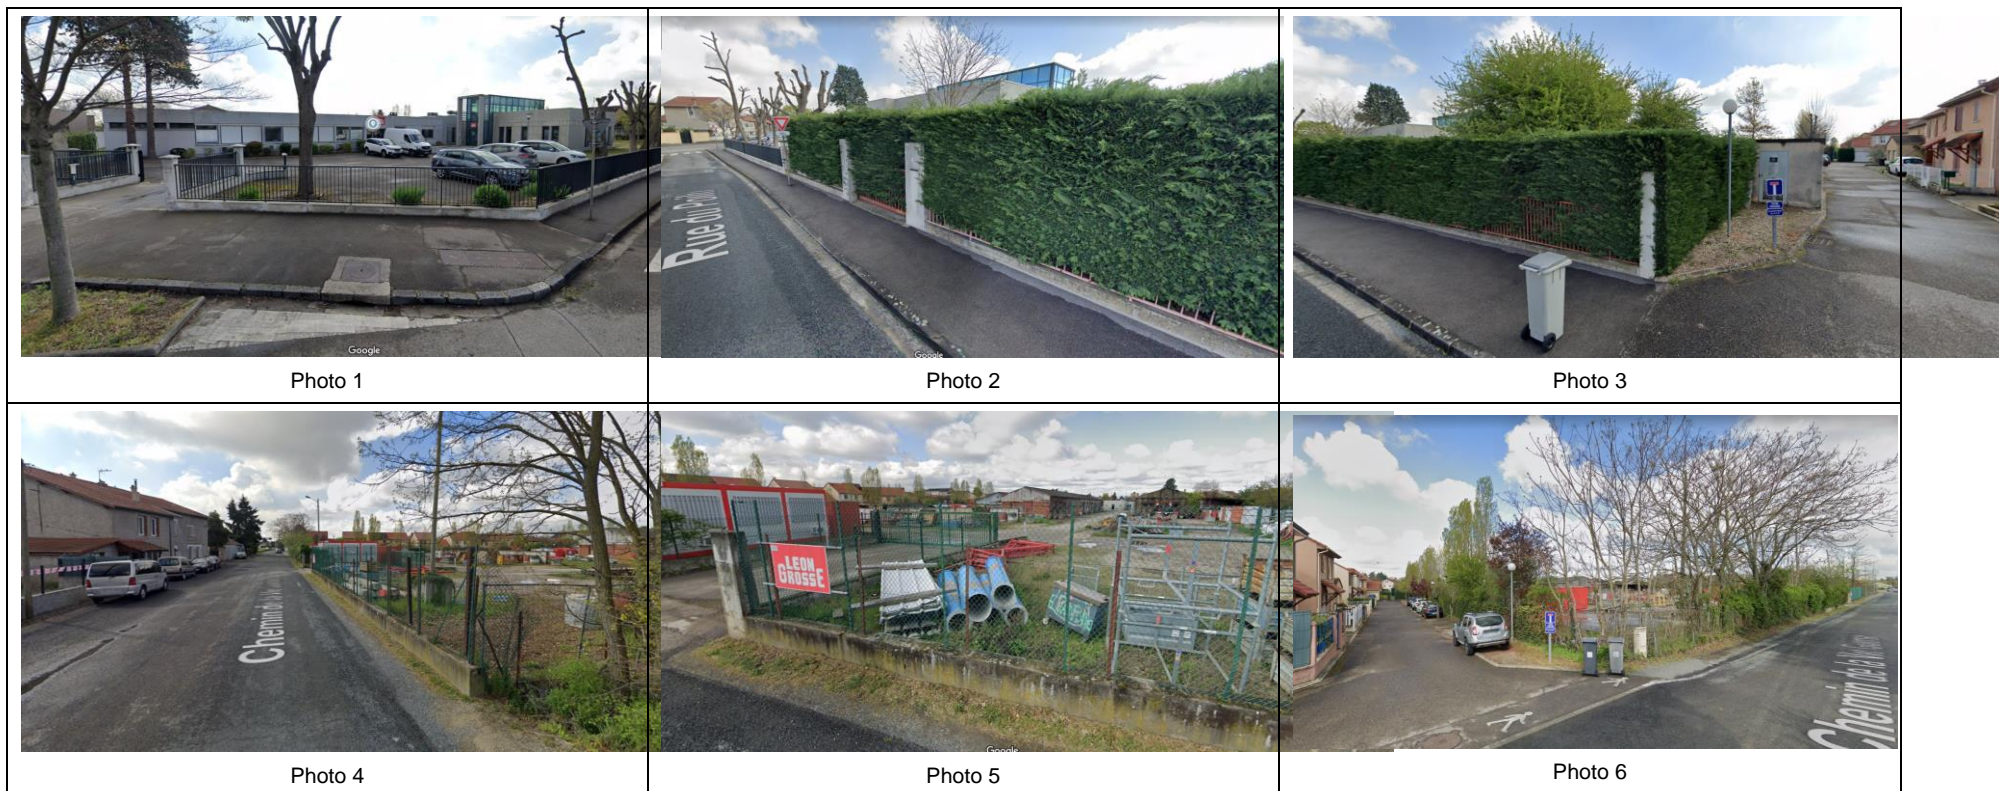 Google
Rue du
Google
Photo 1
Photo 2
Photo 3
Chemin
LEON
GROSSE
Google
Chemin de la
Photo 4
Photo 5
Photo 6